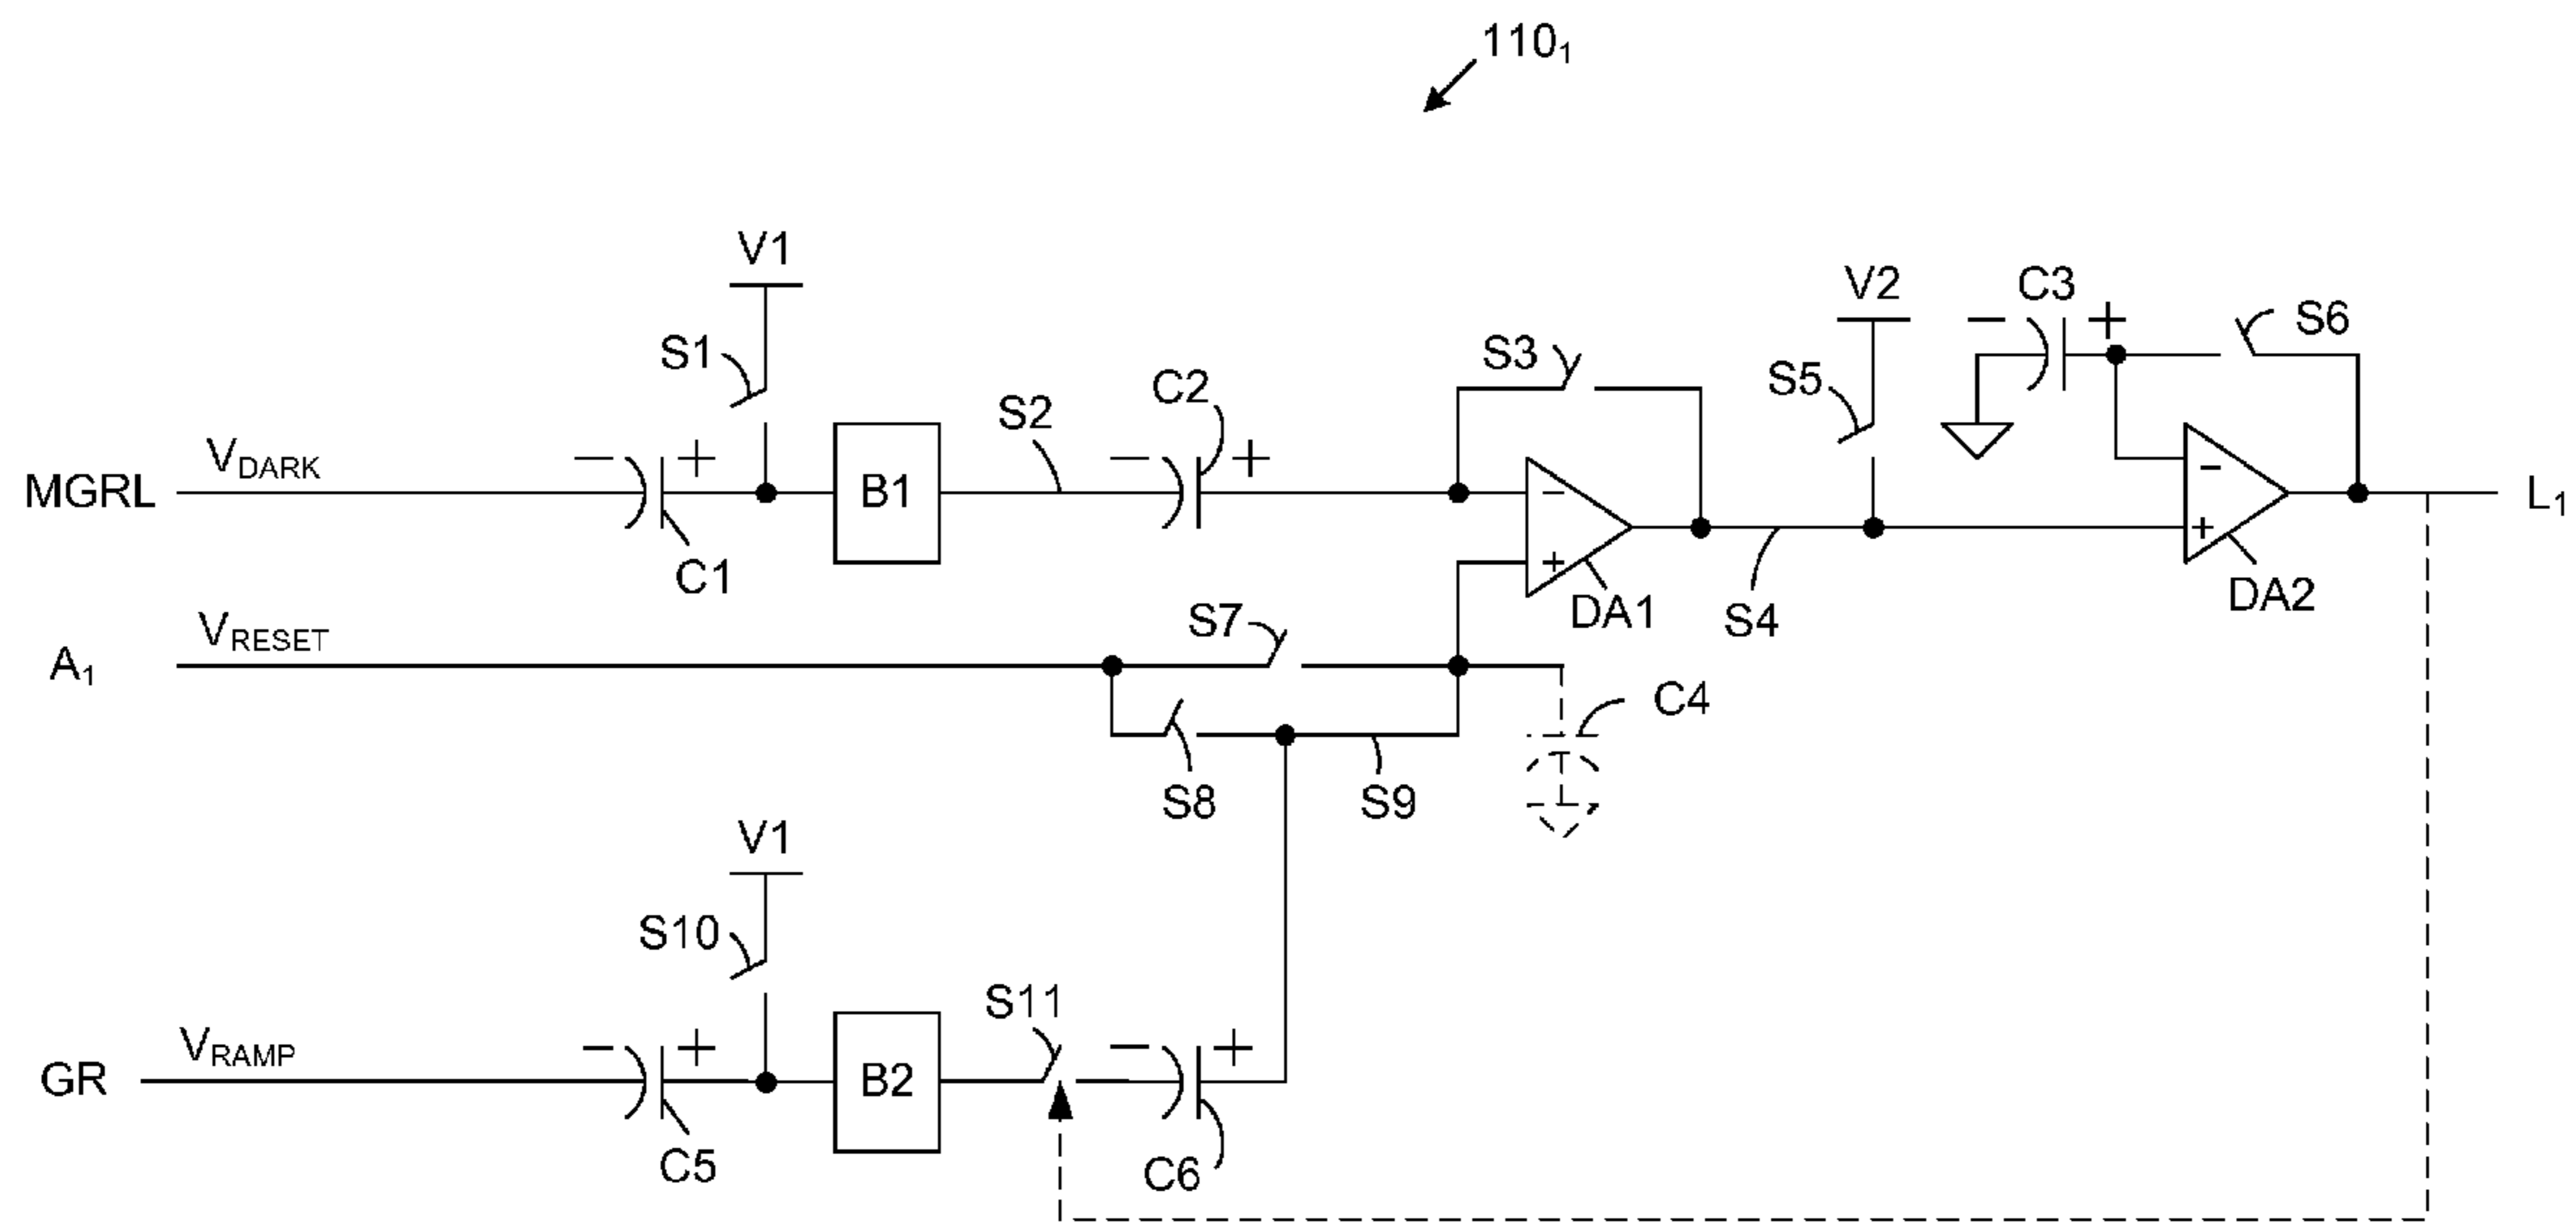 110₁
V1
V2
C3
− +
S6
S1
S3
S5
C2
S2
MGRL
V_DARK
− +
B1
− +
−
+
−
+
L₁
C1
DA1
S4
DA2
A₁
V_RESET
S7
C4
S8
S9
V1
S10
S11
GR
V_RAMP
− +
B2
− +
C5
C6